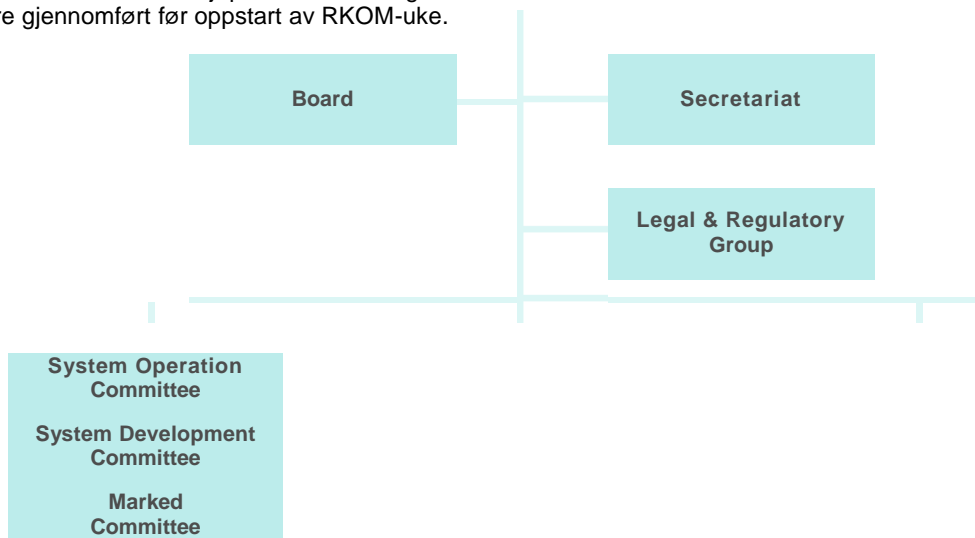 re gjennomført før oppstart av RKOM-uke.
Board
Secretariat
Legal & Regulatory
Group
System Operation
Committee
System Development
Committee
Marked
Committee